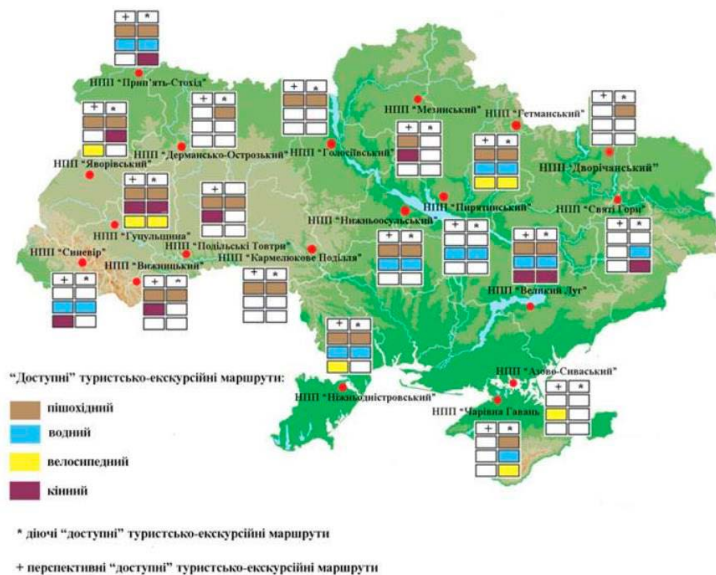 + *
НПП "Прип'ять-Стохід"
+ *
НПП "Яворівський"
+ *
НПП "Дермансько-Острозький"
+ *
НПП "Голосіївський"
НПП "Мезинський"
+ *
НПП "Гетманський"
+ *
+ *
НПП "Дворічанський"
+ *
НПП "Гуцульщина"
+
НПП "Подільські Товтри"
НПП "Кармелюкове Поділля"
НПП "Нижньосульський"
НПП "Пирятинський"
НПП "Святі Гори"
+ *
НПП "Синевір"
+ *
НПП "Вижницький"
+ *
+ *
+ *
+ *
+ *
НПП "Великий Луг"
+ *
НПП "Ніжньодністровський"
+ *
НПП "Азово-Сиваський"
+ *
НПП "Чарівна Гавань
+ *
"Доступні" туристсько-екскурсійні маршрути:
пішохідний
водний
велосипедний
кінний
* діючі "доступні" туристсько-екскурсійні маршрути
+ перспективні "доступні" туристсько-екскурсійні маршрути